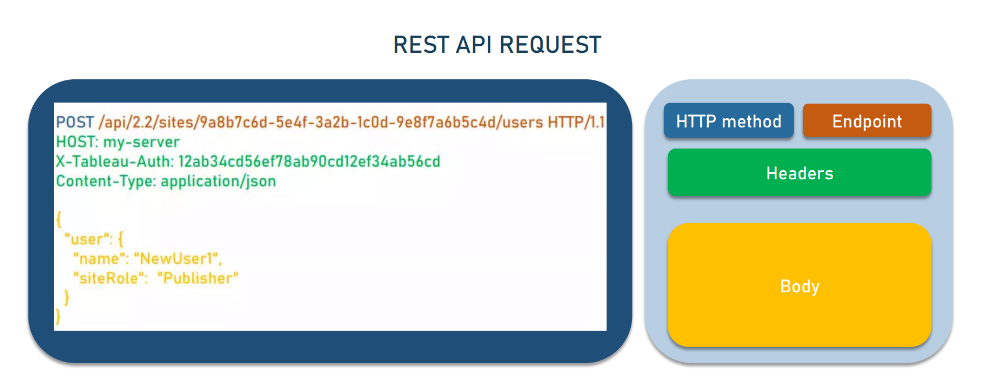 REST API REQUEST
POST /api/2.2/sites/9a8b7c6d-5e4f-3a2b-1c0d-9e8f7a6b5c4d/users HTTP/1.1
HOST: my-server
X-Tableau-Auth: 12ab34cd56ef78ab90cd12ef34ab56cd
Content-Type: application/json
{
"user": {
"name": "NewUser1",
"siteRole": "Publisher"
}
}
HTTP method
Endpoint
Headers
Body